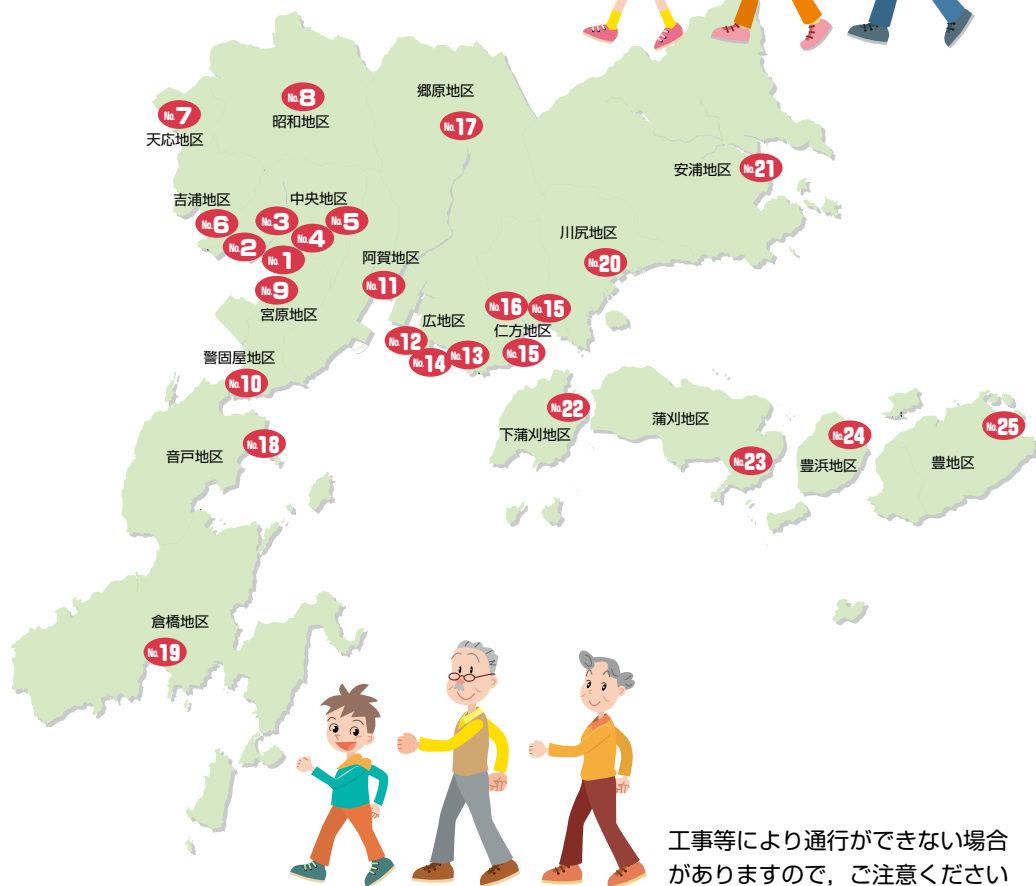 郷原地区
No.17
No.8
昭和地区
No.7
天応地区
安浦地区
No.21
吉浦地区
No.6
中央地区
No.3
No.5
No.4
No.2
No.1
川尻地区
No.20
阿賀地区
No.11
No.9
宮原地区
No.16
No.15
広地区
仁方地区
No.12
No.14
No.13
No.15
警固屋地区
No.10
No.22
下蒲刈地区
蒲刈地区
No.23
No.24
豊浜地区
No.25
豊地区
No.18
音戸地区
倉橋地区
No.19
工事等により通行ができない場合
がありますので，ご注意ください